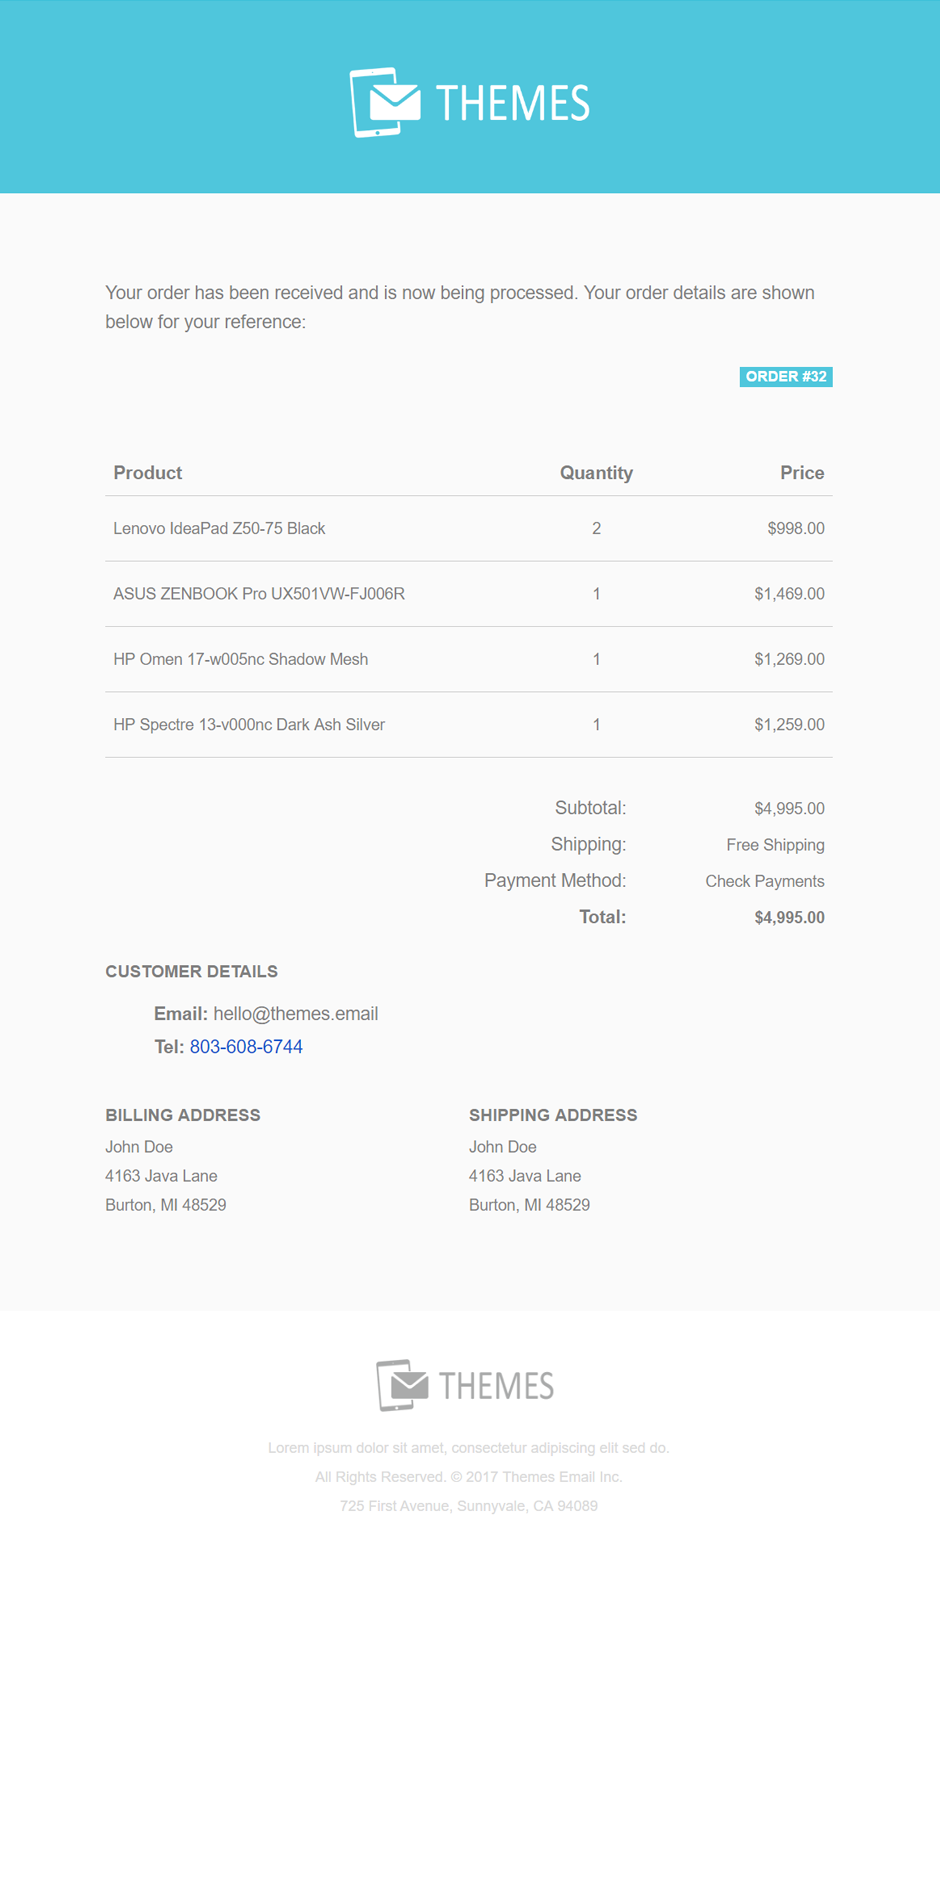 THEMES
Your order has been received and is now being processed. Your order details are shown
below for your reference:
ORDER #32
Product Quantity Price
Lenovo IdeaPad Z50-75 Black 2 $998.00
ASUS ZENBOOK Pro UX501VW-FJ006R 1 $1,469.00
HP Omen 17-w005nc Shadow Mesh 1 $1,269.00
HP Spectre 13-v000nc Dark Ash Silver 1 $1,259.00
Subtotal: $4,995.00
Shipping: Free Shipping
Payment Method: Check Payments
Total: $4,995.00
CUSTOMER DETAILS
Email: hello@themes.email
Tel: 803-608-6744
BILLING ADDRESS
John Doe
4163 Java Lane
Burton, MI 48529
SHIPPING ADDRESS
John Doe
4163 Java Lane
Burton, MI 48529
THEMES
Lorem ipsum dolor sit amet, consectetur adipiscing elit sed do.
All Rights Reserved. © 2017 Themes Email Inc.
725 First Avenue, Sunnyvale, CA 94089